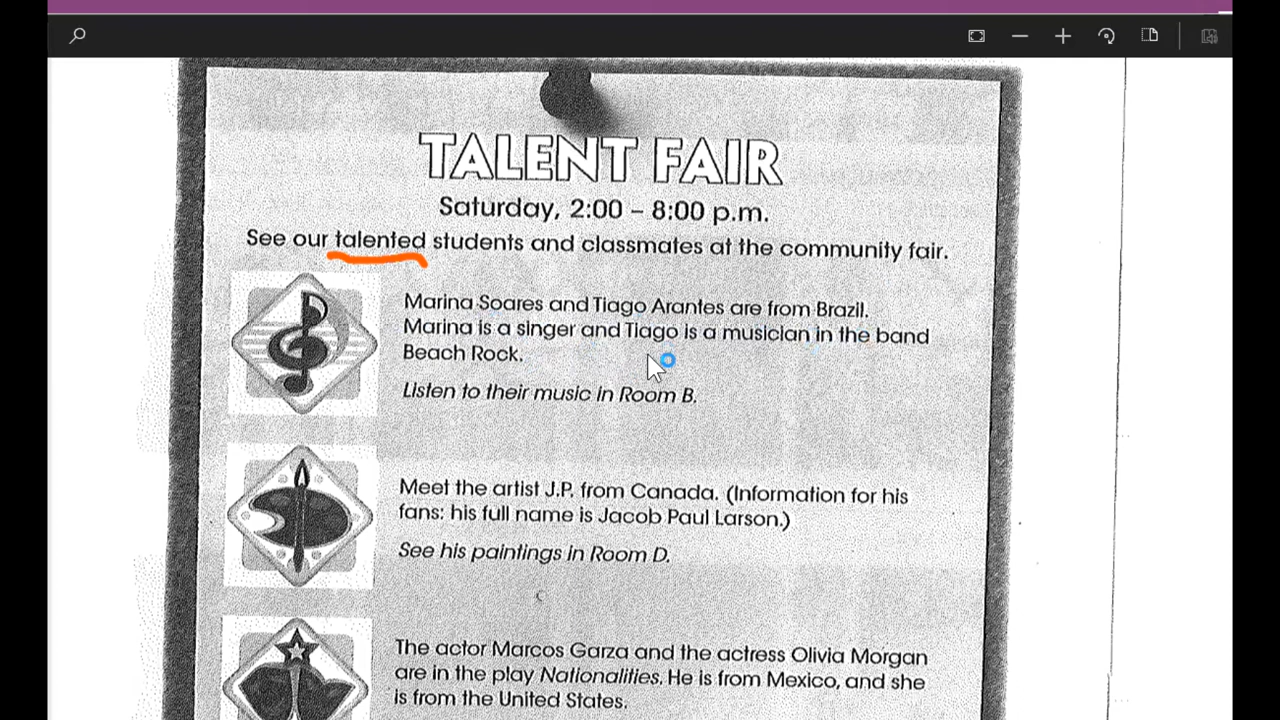 TALENT FAIR
Saturday, 2:00 – 8:00 p.m.
See our talented students and classmates at the community fair.
Marina Soares and Tiago Arantes are from Brazil.
Marina is a singer and Tiago is a musician in the band
Beach Rock.
Listen to their music in Room B.
Meet the artist J.P. from Canada. (Information for his
fans: his full name is Jacob Paul Larson.)
See his paintings in Room D.
The actor Marcos Garza and the actress Olivia Morgan
are in the play Nationalities. He is from Mexico, and she
is from the United States.